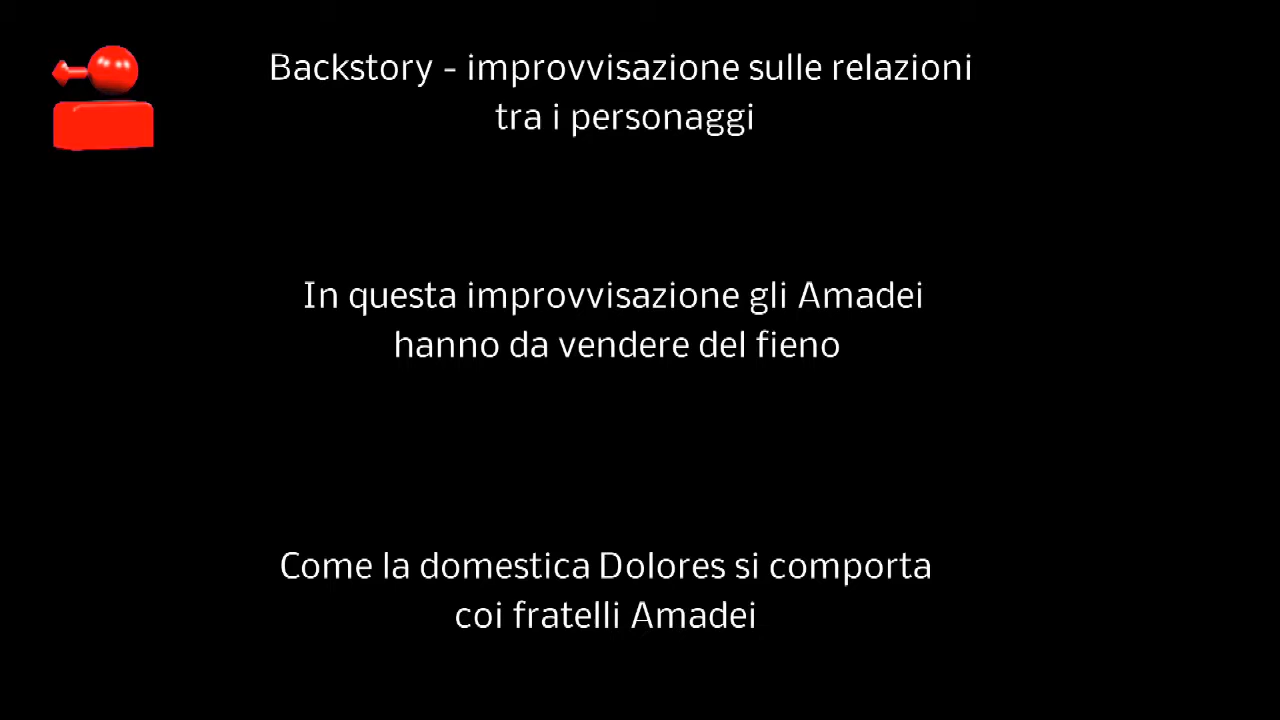 Backstory - improvvisazione sulle relazioni
tra i personaggi
In questa improvvisazione gli Amadei
hanno da vendere del fieno
Come la domestica Dolores si comporta
coi fratelli Amadei